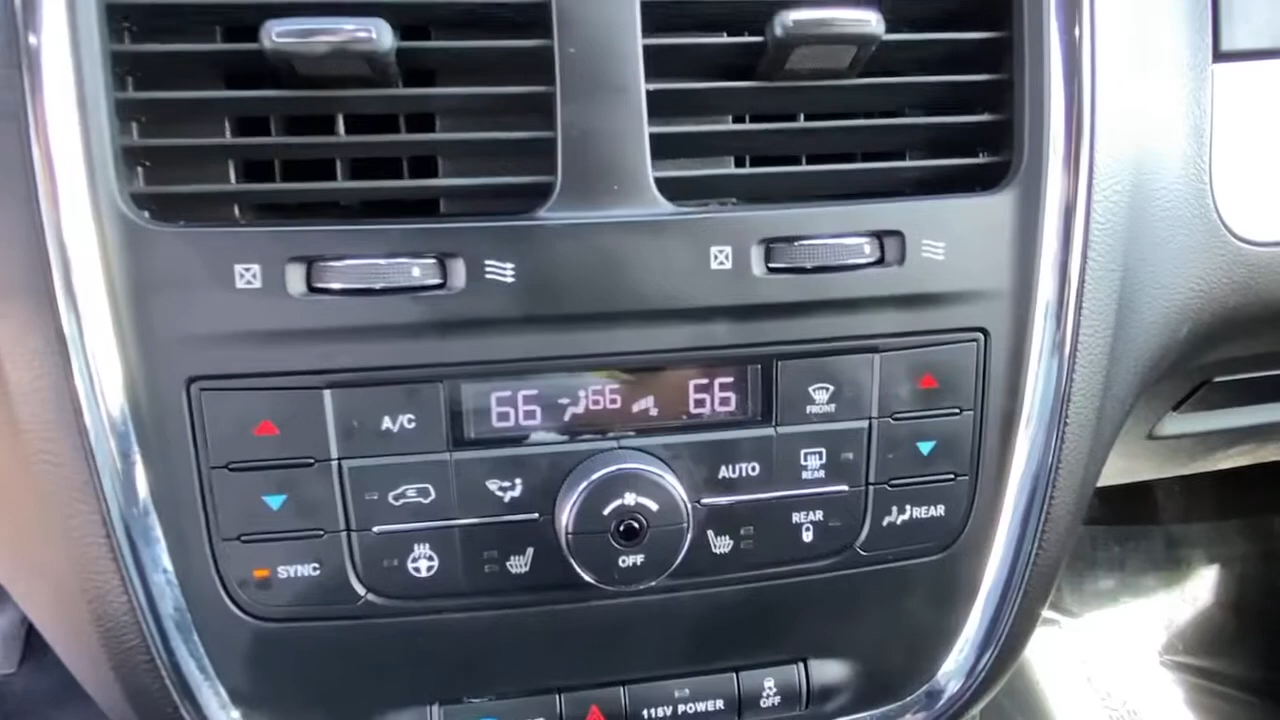 66 66 66
A/C
FRONT
AUTO
REAR
REAR
REAR
OFF
SYNC
115V POWER
OFF